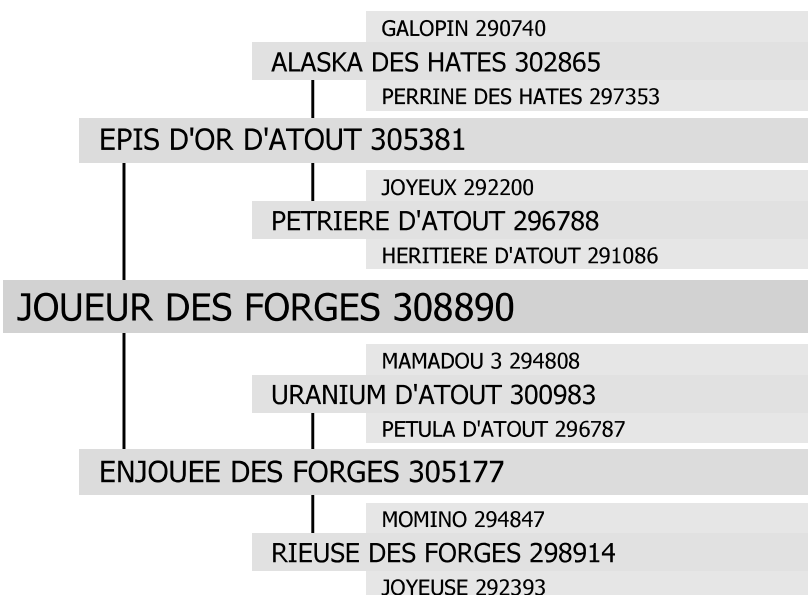 GALOPIN 290740
ALASKA DES HATES 302865
PERRINE DES HATES 297353
EPIS D'OR D'ATOUT 305381
JOYEUX 292200
PETRIERE D'ATOUT 296788
HERITIERE D'ATOUT 291086
JOUEUR DES FORGES 308890
MAMADOU 3 294808
URANIUM D'ATOUT 300983
PETULA D'ATOUT 296787
ENJOUEE DES FORGES 305177
MOMINO 294847
RIEUSE DES FORGES 298914
JOYEUSE 292393